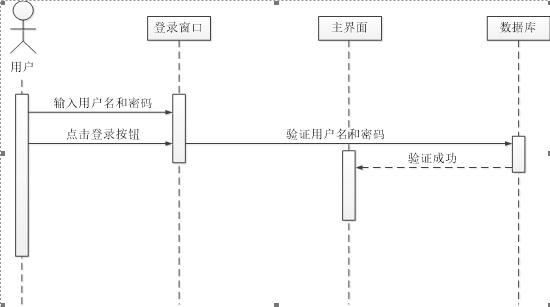 登录窗口
主界面
数据库
用户
输入用户名和密码
点击登录按钮
验证用户名和密码
验证成功